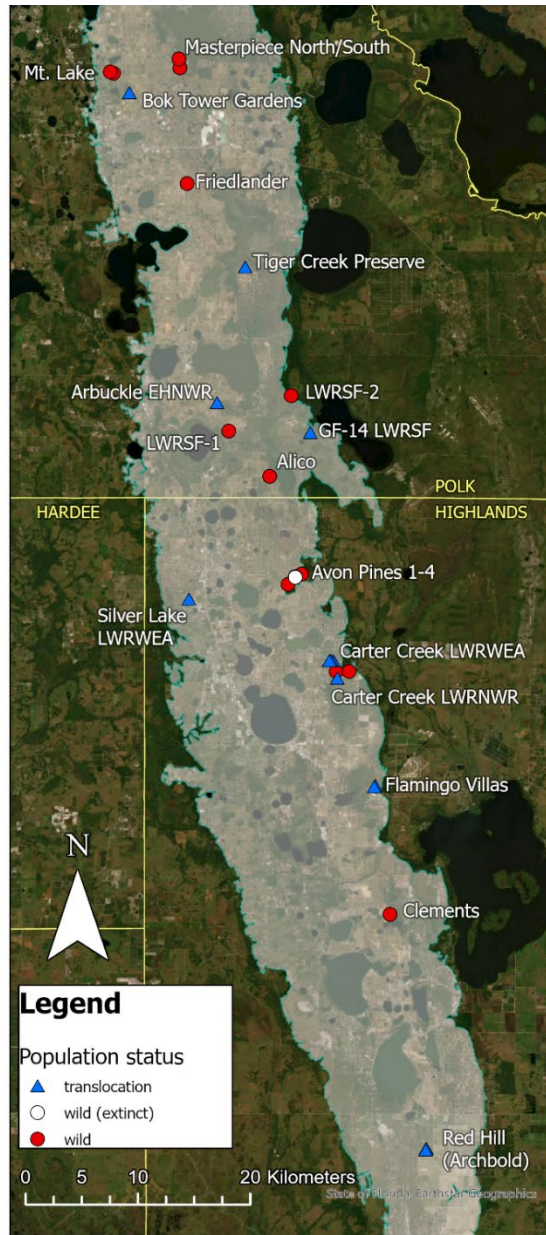 Masterpiece North/South
Mt. Lake
Bok Tower Gardens
Friedlander
Tiger Creek Preserve
Arbuckle EHNWR
LWRSF-2
LWRSF-1
GF-14 LWRSF
Alico
POLK
HARDEE
HIGHLANDS
Avon Pines 1-4
Silver Lake
LWRWEA
Carter Creek LWRWEA
Carter Creek LWRNWR
Flamingo Villas
N
Clements
Legend
Population status
translocation
wild (extinct)
wild
Red Hill
(Archbold)
0 5 10 20 Kilometers
State of Florida, Earthstar Geographics